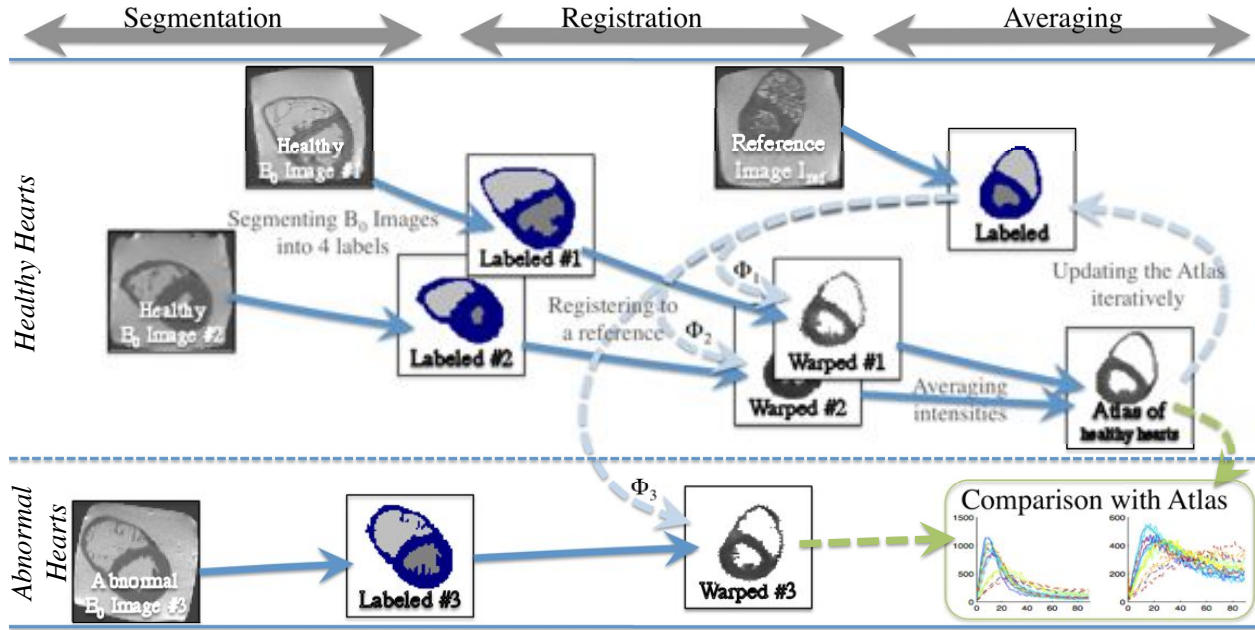 Segmentation
Registration
Averaging
Healthy Hearts
Healthy
B₀ Image #1
Reference
Image I_ref
Segmenting B₀ Images
into 4 labels
Labeled #1
Labeled
Healthy
B₀ Image #2
Labeled #2
Registering to
a reference
Φ₁
Φ₂
Warped #1
Warped #2
Updating the Atlas
iteratively
Averaging
intensities
Atlas of
healthy hearts
Abnormal
Hearts
Abnormal
B₀ Image #3
Labeled #3
Φ₃
Warped #3
Comparison with Atlas
1500
1000
500
0
0 20 40 60 80
600
400
200
0
0 20 40 60 80